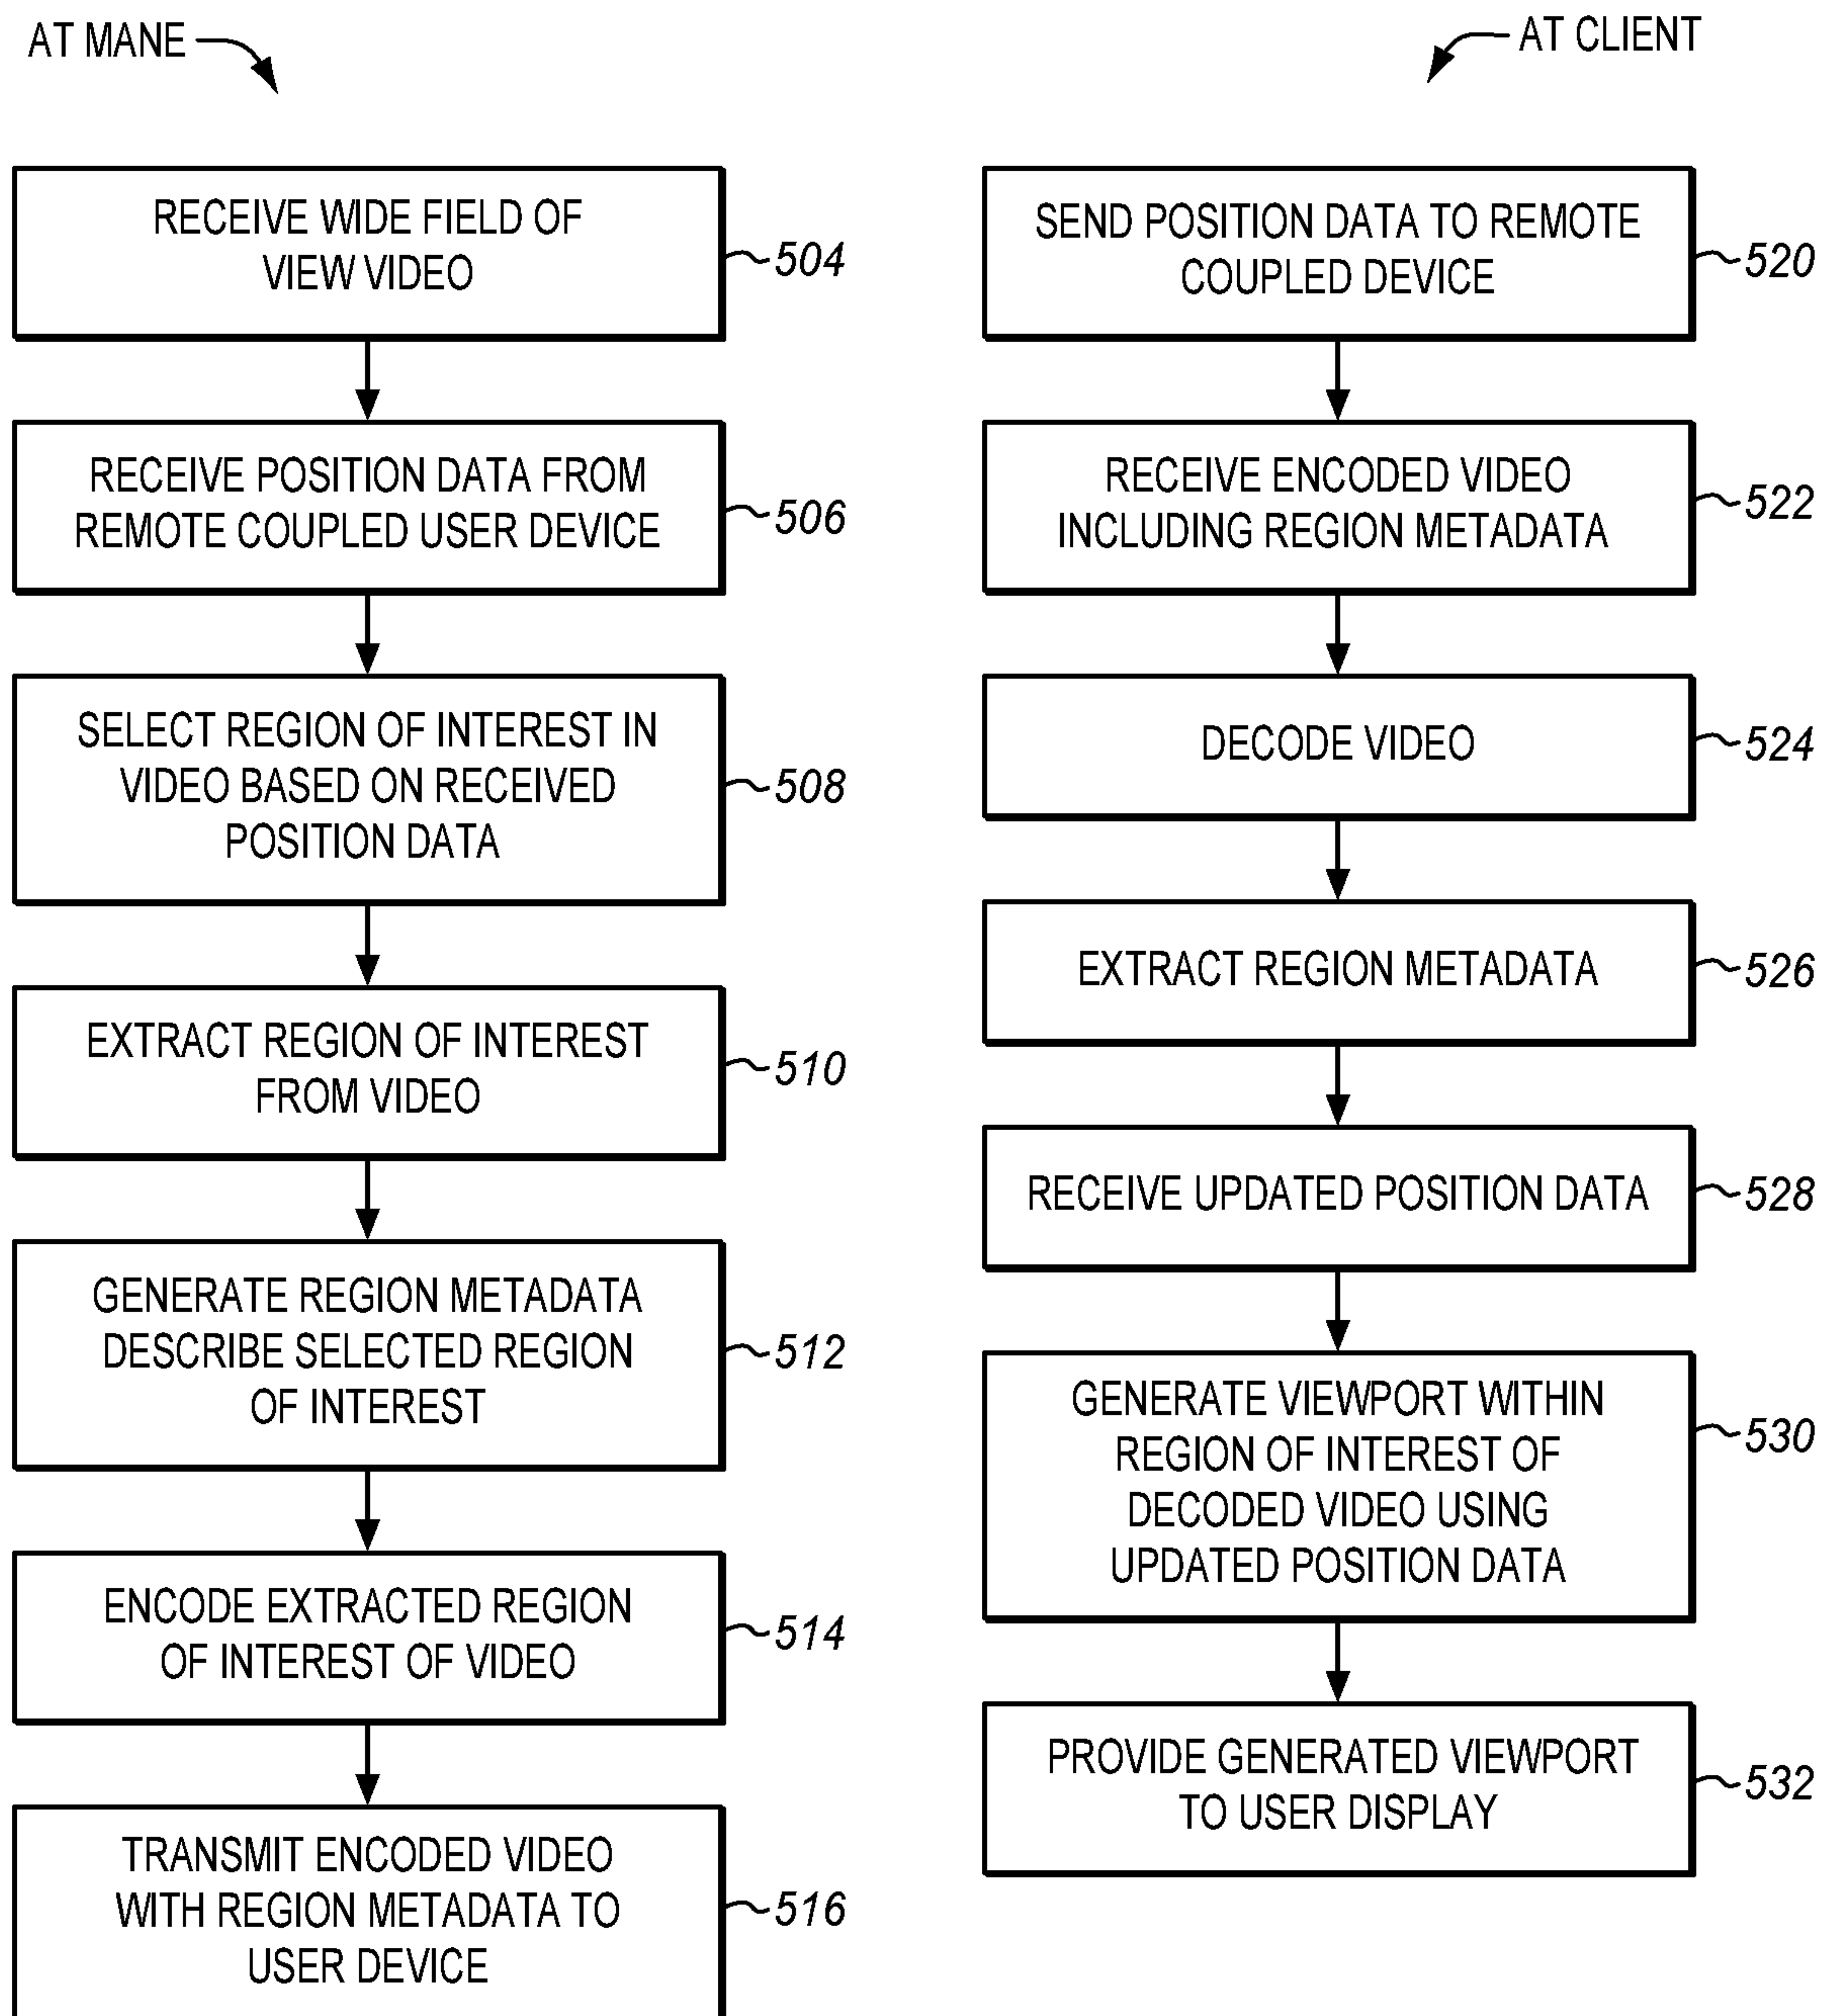 AT MANE
RECEIVE WIDE FIELD OF
VIEW VIDEO
504
RECEIVE POSITION DATA FROM
REMOTE COUPLED USER DEVICE
506
SELECT REGION OF INTEREST IN
VIDEO BASED ON RECEIVED
POSITION DATA
508
EXTRACT REGION OF INTEREST
FROM VIDEO
510
GENERATE REGION METADATA
DESCRIBE SELECTED REGION
OF INTEREST
512
ENCODE EXTRACTED REGION
OF INTEREST OF VIDEO
514
TRANSMIT ENCODED VIDEO
WITH REGION METADATA TO
USER DEVICE
516
AT CLIENT
SEND POSITION DATA TO REMOTE
COUPLED DEVICE
520
RECEIVE ENCODED VIDEO
INCLUDING REGION METADATA
522
DECODE VIDEO
524
EXTRACT REGION METADATA
526
RECEIVE UPDATED POSITION DATA
528
GENERATE VIEWPORT WITHIN
REGION OF INTEREST OF
DECODED VIDEO USING
UPDATED POSITION DATA
530
PROVIDE GENERATED VIEWPORT
TO USER DISPLAY
532